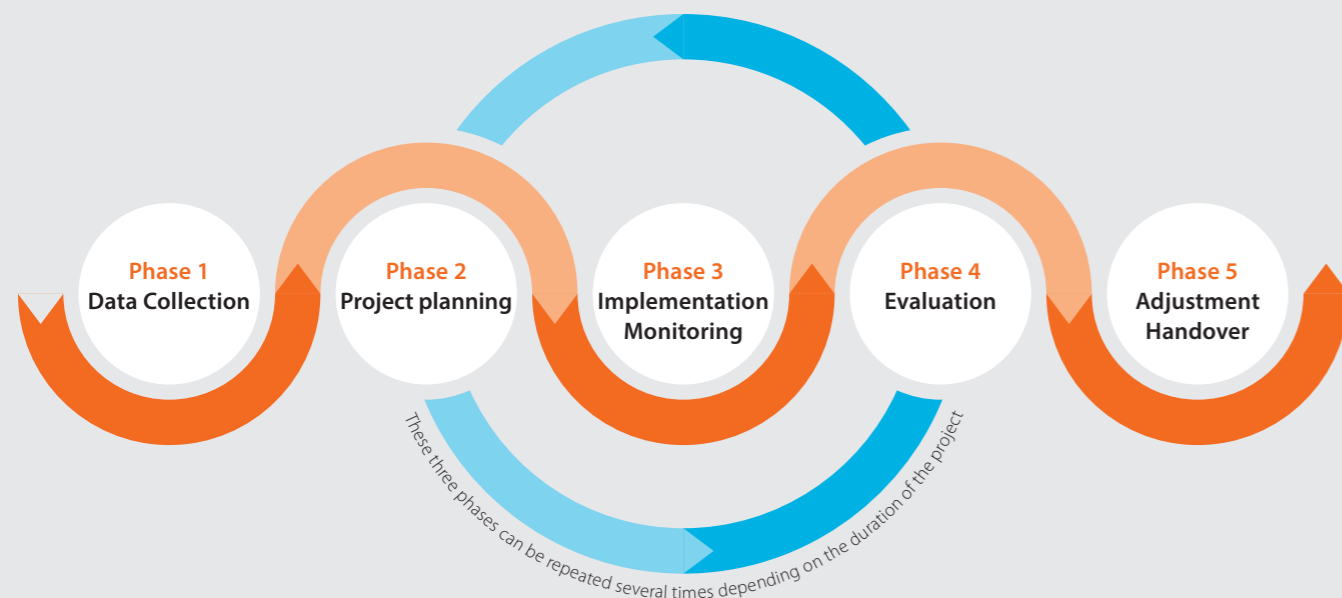 Phase 1
Data Collection
Phase 2
Project planning
Phase 3
Implementation
Monitoring
Phase 4
Evaluation
Phase 5
Adjustment
Handover
These three phases can be repeated several times depending on the duration of the project